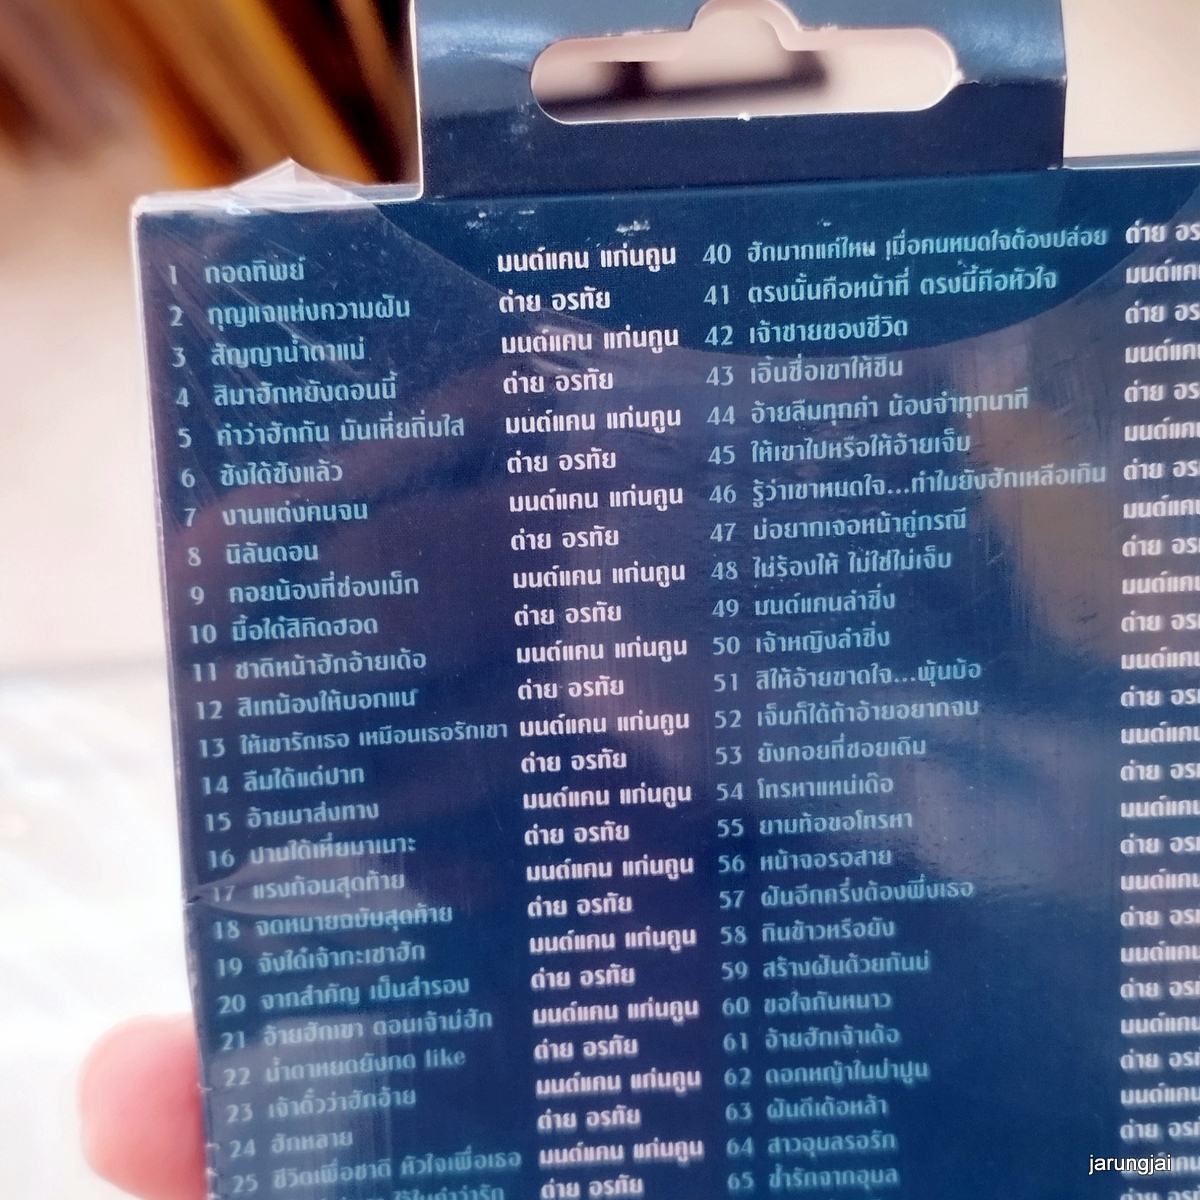 1 กอดทิพย์ มนต์แคน แก่นคูน
2 กุญแจแห่งความฝัน ต่าย อรทัย
3 สัญญาน้ำตาแม่ มนต์แคน แก่นคูน
4 สิมาฮักหยังตอนนี้ ต่าย อรทัย
5 คำว่าฮักกัน มันเหี่ยถิ่มใส มนต์แคน แก่นคูน
6 ซังได้ซังแล้ว ต่าย อรทัย
7 งานแต่งคนจน มนต์แคน แก่นคูน
8 นิลันดอน ต่าย อรทัย
9 คอยน้องที่ช่องเม็ก มนต์แคน แก่นคูน
10 มื้อใด๋สิคิดฮอด ต่าย อรทัย
11 ชาติหน้าฮักอ้ายเด้อ มนต์แคน แก่นคูน
12 สิเทน้องให้บอกแน่ ต่าย อรทัย
13 ให้เขารักเธอ เหมือนเธอรักเขา มนต์แคน แก่นคูน
14 ลืมได้แต่ปาก ต่าย อรทัย
15 อ้ายมาส่งทาง มนต์แคน แก่นคูน
16 ปานได้เหี่ยมาเนาะ ต่าย อรทัย
17 แรงก้อนสุดท้าย มนต์แคน แก่นคูน
18 จดหมายฉบับสุดท้าย ต่าย อรทัย
19 จังใด๋เจ้ากะเซาฮัก มนต์แคน แก่นคูน
20 จากสำคัญ เป็นสำรอง ต่าย อรทัย
21 อ้ายฮักเขา ตอนเจ้าบ่ฮัก มนต์แคน แก่นคูน
22 น้ำตาหยดยังกด like ต่าย อรทัย
23 เจ้าตั๋วว่าฮักอ้าย มนต์แคน แก่นคูน
24 ฮักหลาย ต่าย อรทัย
25 ชีวิตเพื่อชาติ หัวใจเพื่อเธอ มนต์แคน แก่นคูน
ต่าย อรทัย
40 ฮักมากแค่ไหน เมื่อคนหมดใจต้องปล่อย ต่าย อร
41 ตรงนั้นคือหน้าที่ ตรงนี้คือหัวใจ มนต์แคน
42 เจ้าชายของชีวิต ต่าย อร
43 เอิ้นชื่อเขาให้ชิน มนต์แคน
44 อ้ายลืมทุกคำ น้องจำทุกนาที ต่าย อร
45 ให้เขาไปหรือให้อ้ายเจ็บ มนต์แคน
46 รู้ว่าเขาหมดใจ...ทำไมยังฮักเหลือเกิน ต่าย อร
47 บ่อยากเจอหน้าคู่กรณี มนต์แคน
48 ไม่ร้องไห้ ไม่ใช่ไม่เจ็บ ต่าย อร
49 มนต์แคนลำซิ่ง มนต์แคน
50 เจ้าหญิงลำซิ่ง ต่าย อร
51 สิให้อ้ายขาดใจ...พุ้นบ้อ มนต์แคน
52 เจ็บก็ได้ถ้าอ้ายอยากจบ ต่าย อร
53 ยังคอยที่ซอยเดิม มนต์แคน
54 โทรหาแหน่เด้อ ต่าย อร
55 ยามท้อขอโทรหา มนต์แคน
56 หน้าจอรอสาย ต่าย อร
57 ฝันอีกครึ่งต้องพึ่งเธอ มนต์แคน
58 กินข้าวหรือยัง ต่าย อร
59 สร้างฝันด้วยกันบ่ มนต์แคน
60 ขอใจกันหนาว ต่าย อร
61 อ้ายฮักเจ้าเด้อ มนต์แคน
62 ดอกหญ้าในป่าปูน ต่าย อร
63 ฝันดีเด้อหล้า มนต์แคน
64 สาวอุบลรอรัก ต่าย อร
65 ช้ำรักจากอุบล
jarungjai